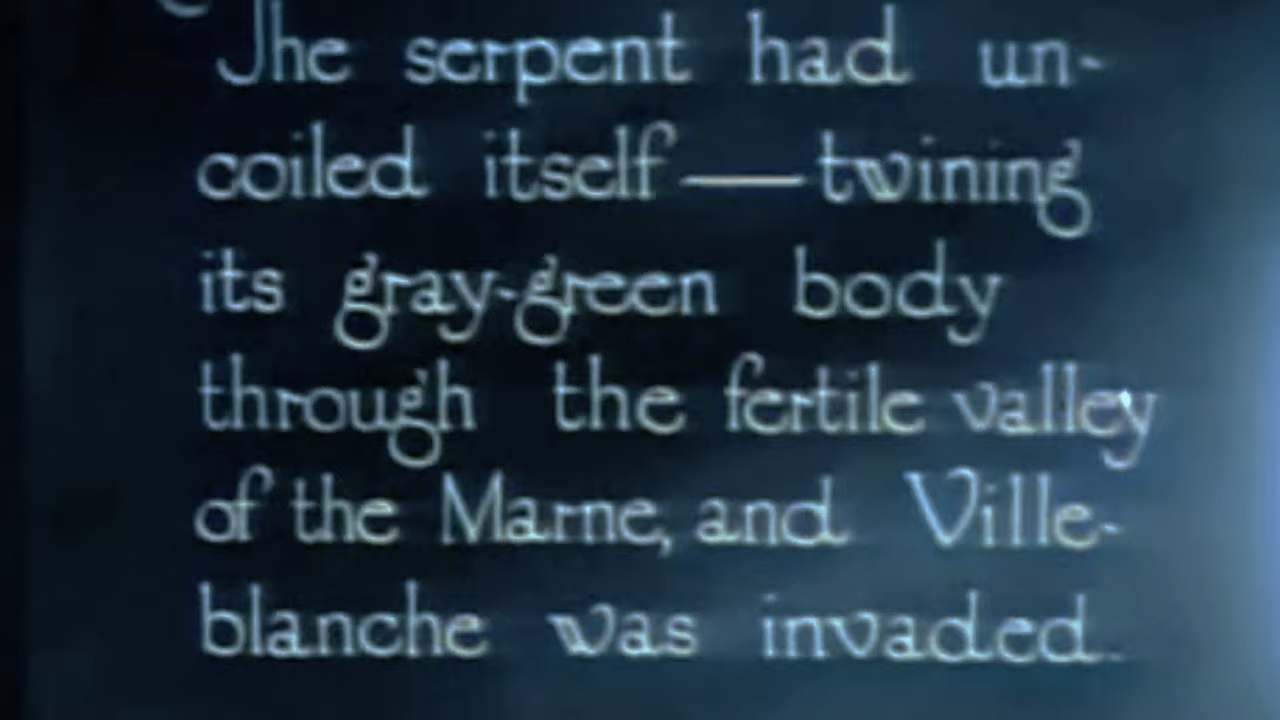 The serpent had un-
coiled itself — twining
its gray-green body
through the fertile valley
of the Marne, and Ville-
blanche was invaded.